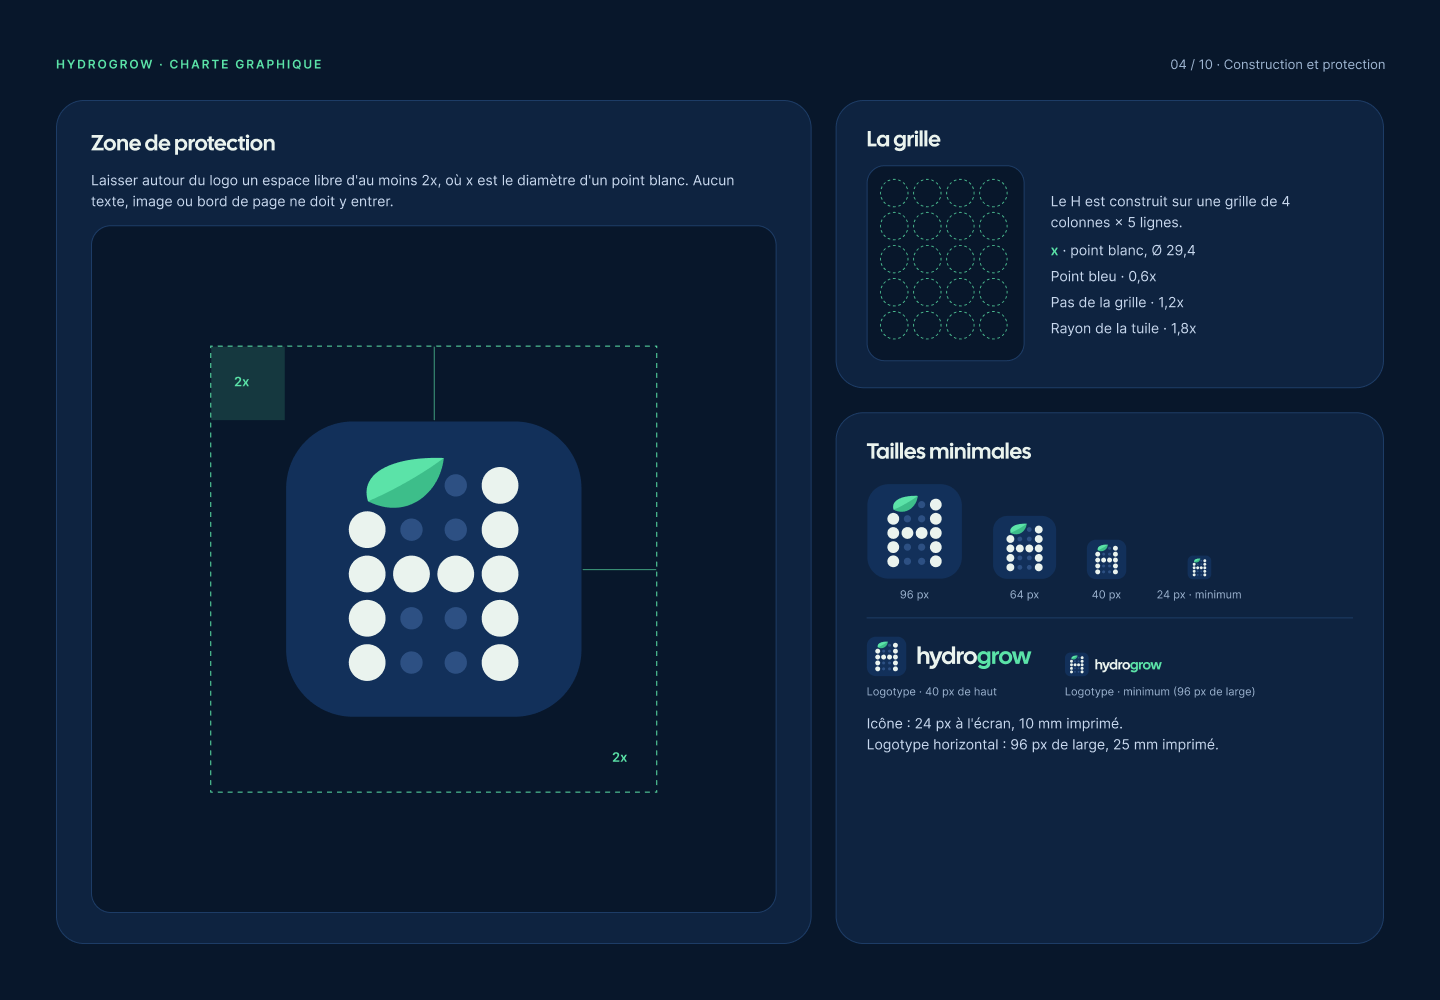 HYDROGROW · CHARTE GRAPHIQUE
04 / 10 · Construction et protection
Zone de protection
Laisser autour du logo un espace libre d'au moins 2x, où x est le diamètre d'un point blanc. Aucun
texte, image ou bord de page ne doit y entrer.
2x
2x
La grille
Le H est construit sur une grille de 4
colonnes × 5 lignes.
x · point blanc, Ø 29,4
Point bleu · 0,6x
Pas de la grille · 1,2x
Rayon de la tuile · 1,8x
Tailles minimales
96 px
64 px
40 px
24 px · minimum
hydrogrow
hydrogrow
Logotype · 40 px de haut
Logotype · minimum (96 px de large)
Icône : 24 px à l'écran, 10 mm imprimé.
Logotype horizontal : 96 px de large, 25 mm imprimé.